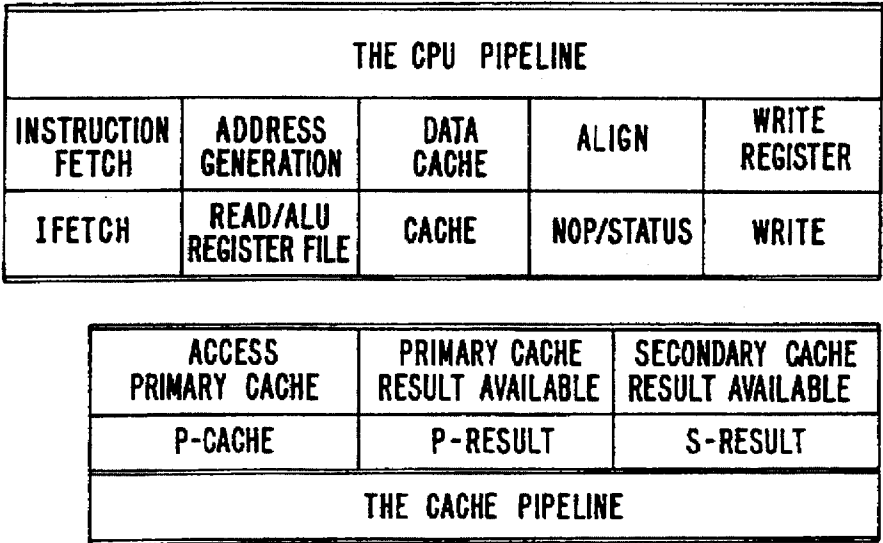 THE CPU PIPELINE
INSTRUCTION FETCH
ADDRESS GENERATION
DATA CACHE
ALIGN
WRITE REGISTER
IFETCH
READ/ALU REGISTER FILE
CACHE
NOP/STATUS
WRITE
ACCESS PRIMARY CACHE
PRIMARY CACHE RESULT AVAILABLE
SECONDARY CACHE RESULT AVAILABLE
P-CACHE
P-RESULT
S-RESULT
THE CACHE PIPELINE